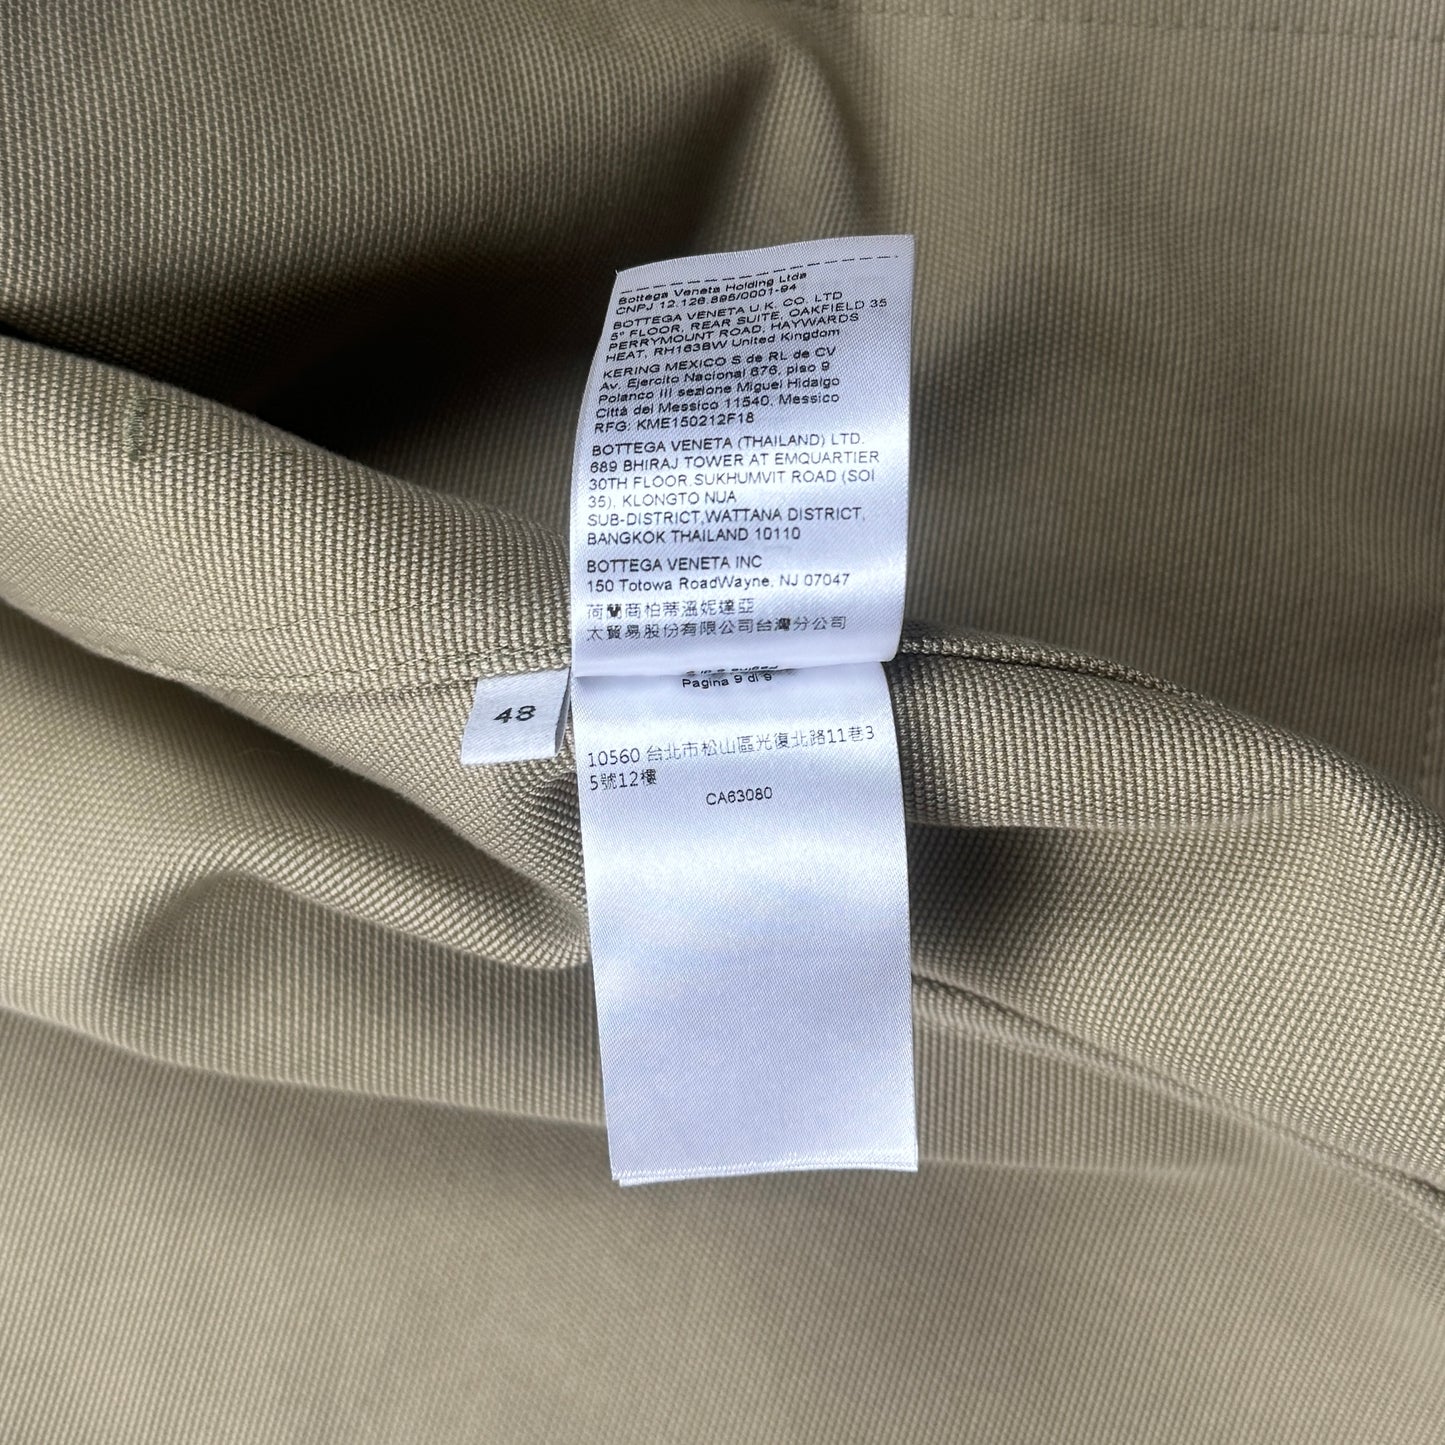 Bottega Veneta Holding Ltda
CNPJ 12.126.895/0001-94
BOTTEGA VENETA U.K. CO. LTD
5° FLOOR, REAR SUITE, OAKFIELD 35
PERRYMOUNT ROAD, HAYWARDS
HEAT, RH163BW United Kingdom
KERING MEXICO S de RL de CV
Av. Ejercito Nacional 676, piso 9
Polanco III sezione Miguel Hidalgo
Città del Messico 11540, Messico
RFG: KME150212F18
BOTTEGA VENETA (THAILAND) LTD.
689 BHIRAJ TOWER AT EMQUARTIER
30TH FLOOR.SUKHUMVIT ROAD (SOI
35), KLONGTO NUA
SUB-DISTRICT,WATTANA DISTRICT,
BANGKOK THAILAND 10110
BOTTEGA VENETA INC
150 Totowa RoadWayne, NJ 07047
荷蘭商柏蒂溫妮達亞
太貿易股份有限公司台灣分公司
Pagina 9 di 9
48
10560 台北市松山區光復北路11巷3
5號12樓
CA63080